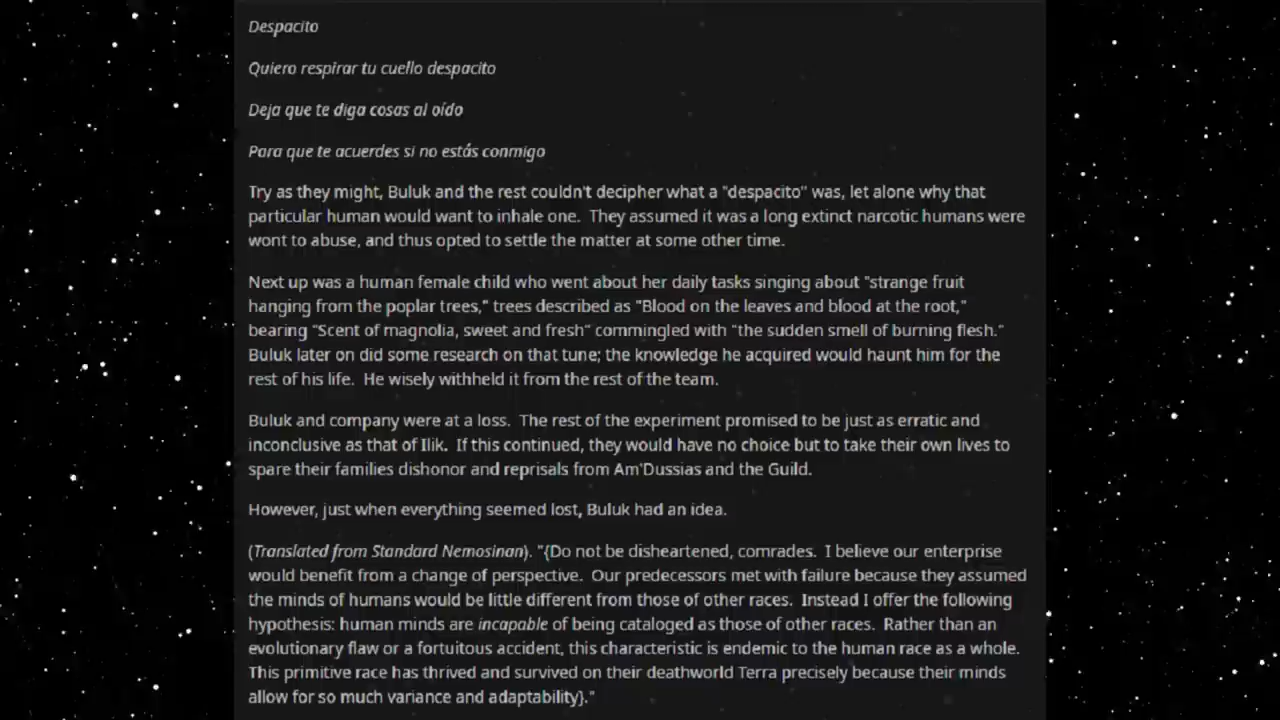 Despacito
Quiero respirar tu cuello despacito
Deja que te diga cosas al oído
Para que te acuerdes si no estás conmigo
Try as they might, Buluk and the rest couldn't decipher what a "despacito" was, let alone why that
particular human would want to inhale one.  They assumed it was a long extinct narcotic humans were
wont to abuse, and thus opted to settle the matter at some other time.
Next up was a human female child who went about her daily tasks singing about "strange fruit
hanging from the poplar trees," trees described as "Blood on the leaves and blood at the root,"
bearing "Scent of magnolia, sweet and fresh" commingled with "the sudden smell of burning flesh."
Buluk later on did some research on that tune; the knowledge he acquired would haunt him for the
rest of his life.  He wisely withheld it from the rest of the team.
Buluk and company were at a loss.  The rest of the experiment promised to be just as erratic and
inconclusive as that of Ilik.  If this continued, they would have no choice but to take their own lives to
spare their families dishonor and reprisals from Am'Dussias and the Guild.
However, just when everything seemed lost, Buluk had an idea.
(Translated from Standard Nemosinan). "{Do not be disheartened, comrades.  I believe our enterprise
would benefit from a change of perspective.  Our predecessors met with failure because they assumed
the minds of humans would be little different from those of other races.  Instead I offer the following
hypothesis: human minds are incapable of being cataloged as those of other races.  Rather than an
evolutionary flaw or a fortuitous accident, this characteristic is endemic to the human race as a whole.
This primitive race has thrived and survived on their deathworld Terra precisely because their minds
allow for so much variance and adaptability}."